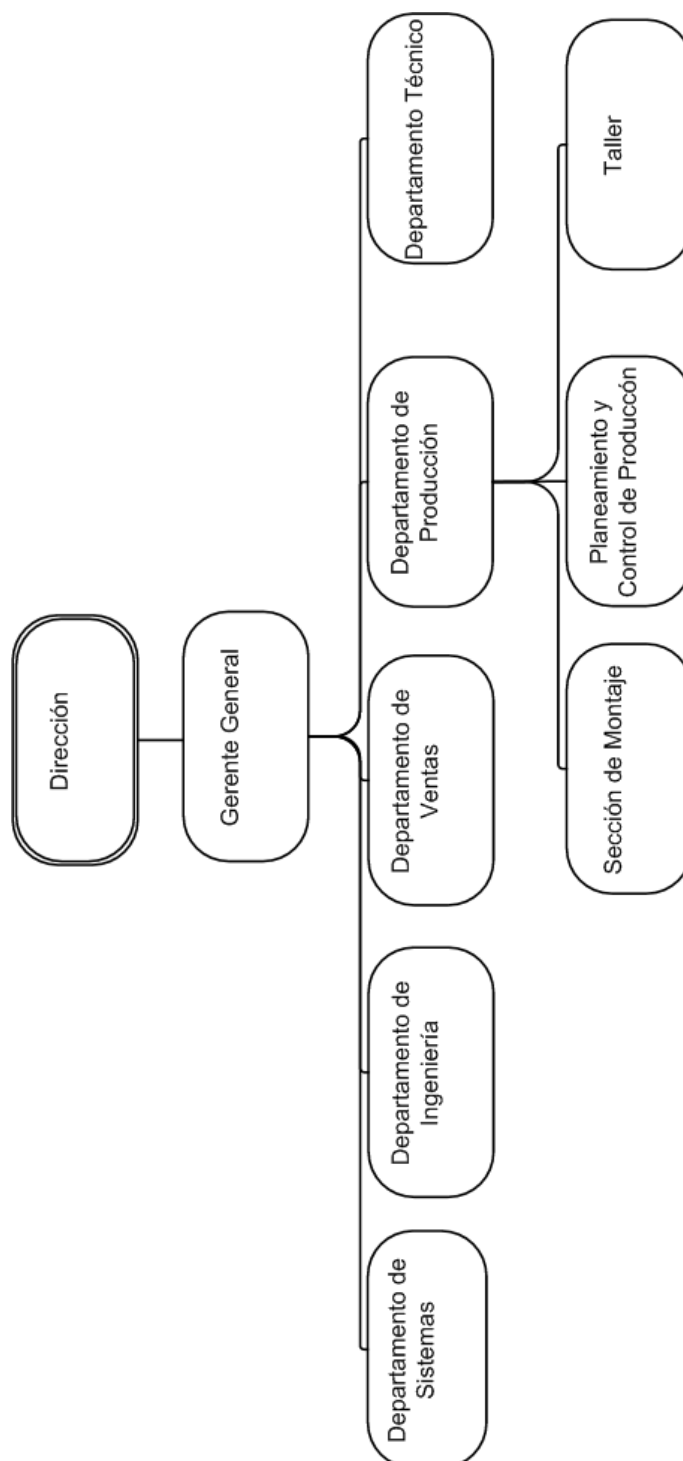 Dirección
Gerente General
Departamento de
Sistemas
Departamento de
Ingeniería
Departamento de
Ventas
Departamento de
Producción
Departamento Técnico
Sección de Montaje
Planeamiento y
Control de Produccón
Taller